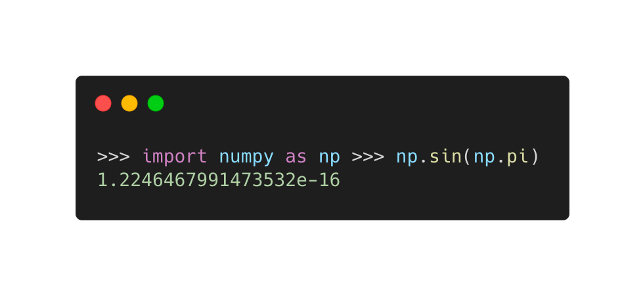 >>> import numpy as np >>> np.sin(np.pi)
1.2246467991473532e-16